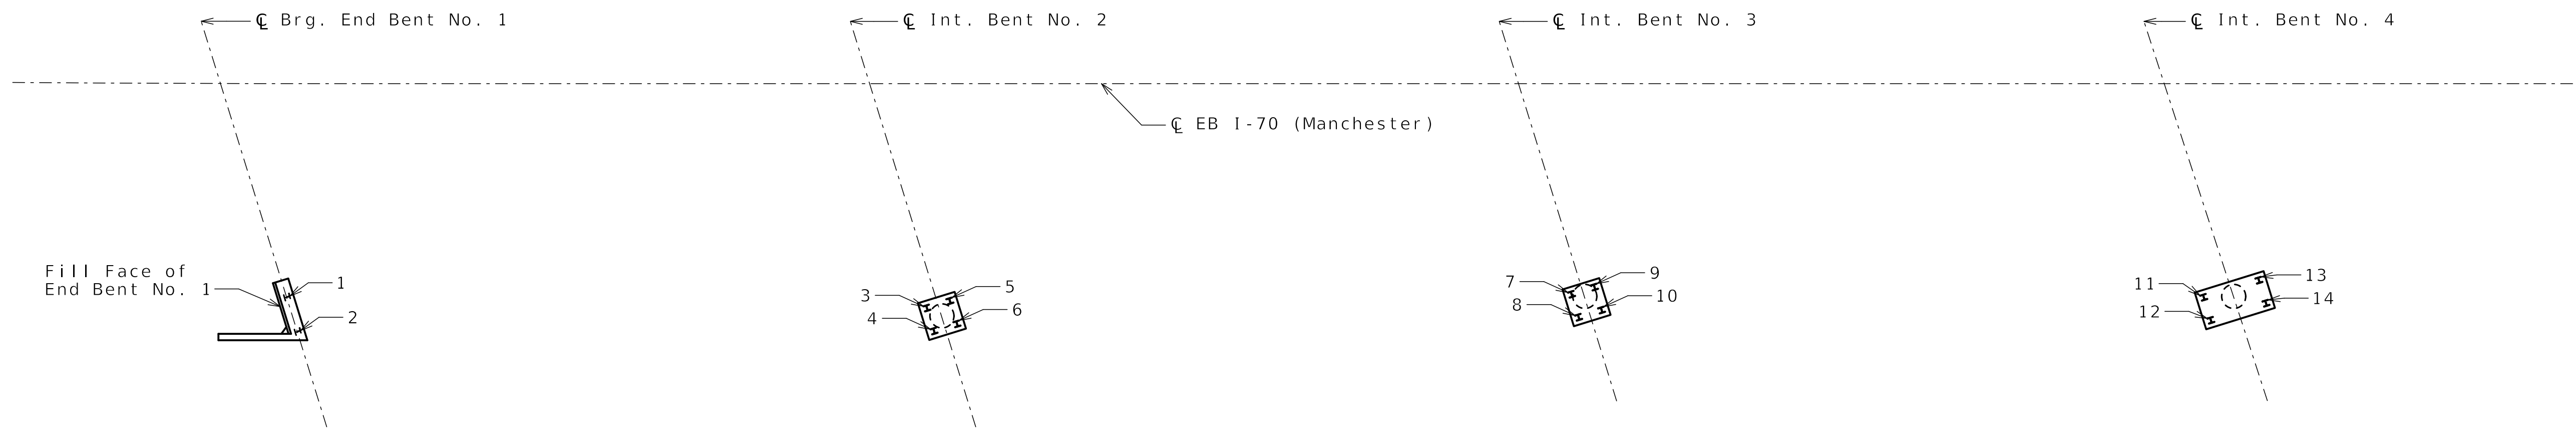 ℄ Brg. End Bent No. 1
℄ Int. Bent No. 2
℄ Int. Bent No. 3
℄ Int. Bent No. 4
℄ EB I-70 (Manchester)
Fill Face of
End Bent No. 1
1
2
3
4
5
6
7
8
9
10
11
12
13
14